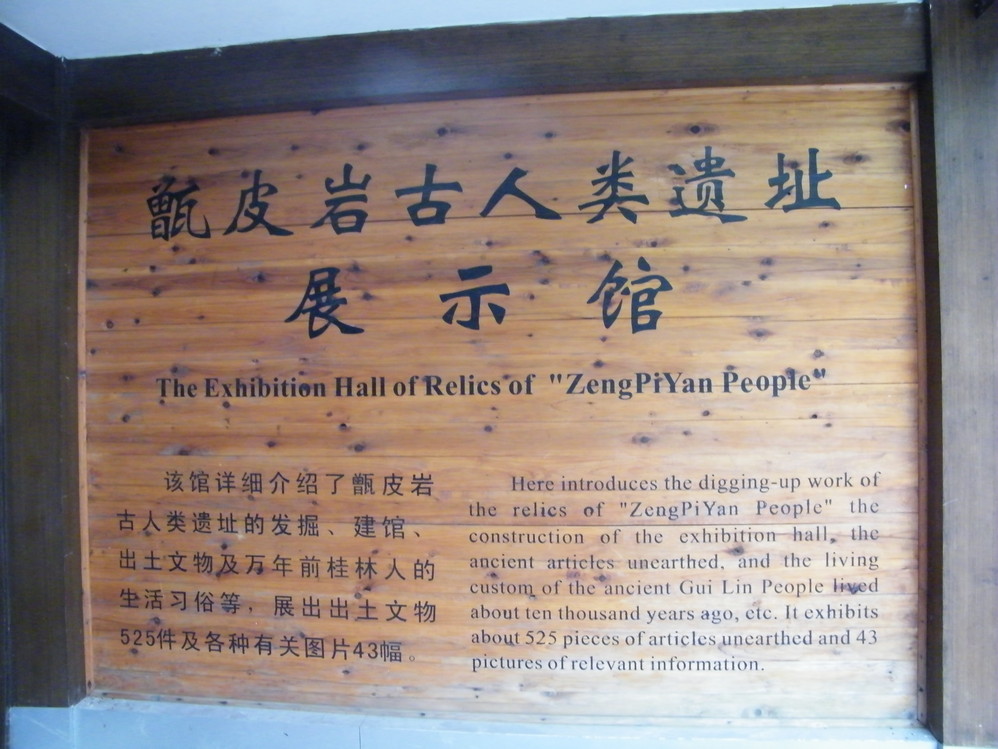 甑皮岩古人类遗址
展示馆
The Exhibition Hall of Relics of "ZengPiYan People"
该馆详细介绍了甑皮岩
古人类遗址的发掘、建馆、
出土文物及万年前桂林人的
生活习俗等，展出出土文物
525件及各种有关图片43幅。
Here introduces the digging-up work of
the relics of "ZengPiYan People" the
construction of the exhibition hall, the
ancient articles unearthed, and the living
custom of the ancient Gui Lin People lived
about ten thousand years ago, etc. It exhibits
about 525 pieces of articles unearthed and 43
pictures of relevant information.